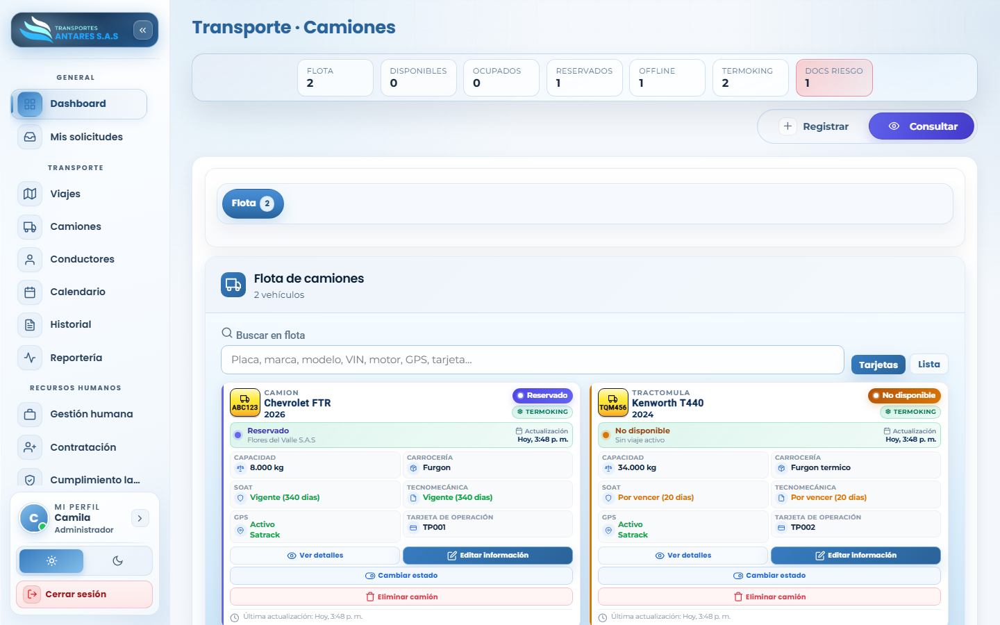 TRANSPORTES
ANTARES S.A.S
GENERAL
Dashboard
Mis solicitudes
TRANSPORTE
Viajes
Camiones
Conductores
Calendario
Historial
Reportería
RECURSOS HUMANOS
Gestión humana
Contratación
Cumplimiento la...
C
MI PERFIL
Camila
Administrador
Cerrar sesión
Transporte · Camiones
FLOTA
2
DISPONIBLES
0
OCUPADOS
0
RESERVADOS
1
OFFLINE
1
TERMOKING
2
DOCS RIESGO
1
Registrar
Consultar
Flota 2
Flota de camiones
2 vehículos
Buscar en flota
Placa, marca, modelo, VIN, motor, GPS, tarjeta...
Tarjetas
Lista
ABC123
CAMION
Chevrolet FTR
2026
Reservado
TERMOKING
Reservado
Flores del Valle S.A.S
Actualización
Hoy, 3:48 p. m.
CAPACIDAD
8.000 kg
CARROCERÍA
Furgon
SOAT
Vigente (340 dias)
TECNOMECÁNICA
Vigente (340 dias)
GPS
Activo
Satrack
TARJETA DE OPERACIÓN
TP001
Ver detalles
Editar información
Cambiar estado
Eliminar camión
Última actualización: Hoy, 3:48 p. m.
TQM456
TRACTOMULA
Kenworth T440
2024
No disponible
TERMOKING
No disponible
Sin viaje activo
Actualización
Hoy, 3:48 p. m.
CAPACIDAD
34.000 kg
CARROCERÍA
Furgon termico
SOAT
Por vencer (20 dias)
TECNOMECÁNICA
Por vencer (20 dias)
GPS
Activo
Satrack
TARJETA DE OPERACIÓN
TP002
Ver detalles
Editar información
Cambiar estado
Eliminar camión
Última actualización: Hoy, 3:48 p. m.